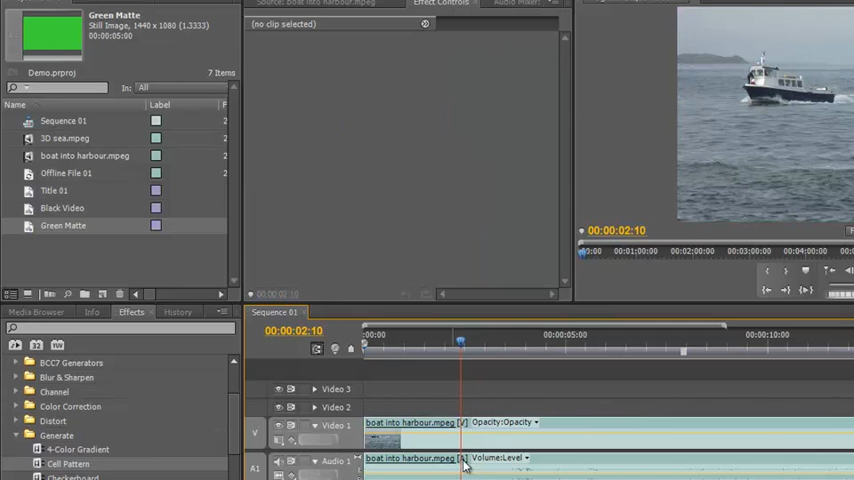 Source: boat into harbour.mpeg
Effect Controls
Audio Mixer:
Green Matte
Still Image, 1440 x 1080 (1.3333)
00:00:05:00
(no clip selected)
Demo.prproj
7 Items
In: All
Name
Label
Sequence 01
3D sea.mpeg
boat into harbour.mpeg
Offline File 01
Title 01
Black Video
Green Matte
00:00:02:10
00:00
00:01:00:00
00:02:00:00
00:03:00:00
00:04:00:00
00:00:02:10
Media Browser
Info
Effects
History
Sequence 01
00:00:02:10
:00:00
00:00:05:00
00:00:10:00
32
YUV
BCC7 Generators
Blur & Sharpen
Channel
Color Correction
Distort
Generate
4-Color Gradient
Cell Pattern
Checkerboard
Video 3
Video 2
V
Video 1
boat into harbour.mpeg [V] Opacity:Opacity
A1
Audio 1
boat into harbour.mpeg [A] Volume:Level